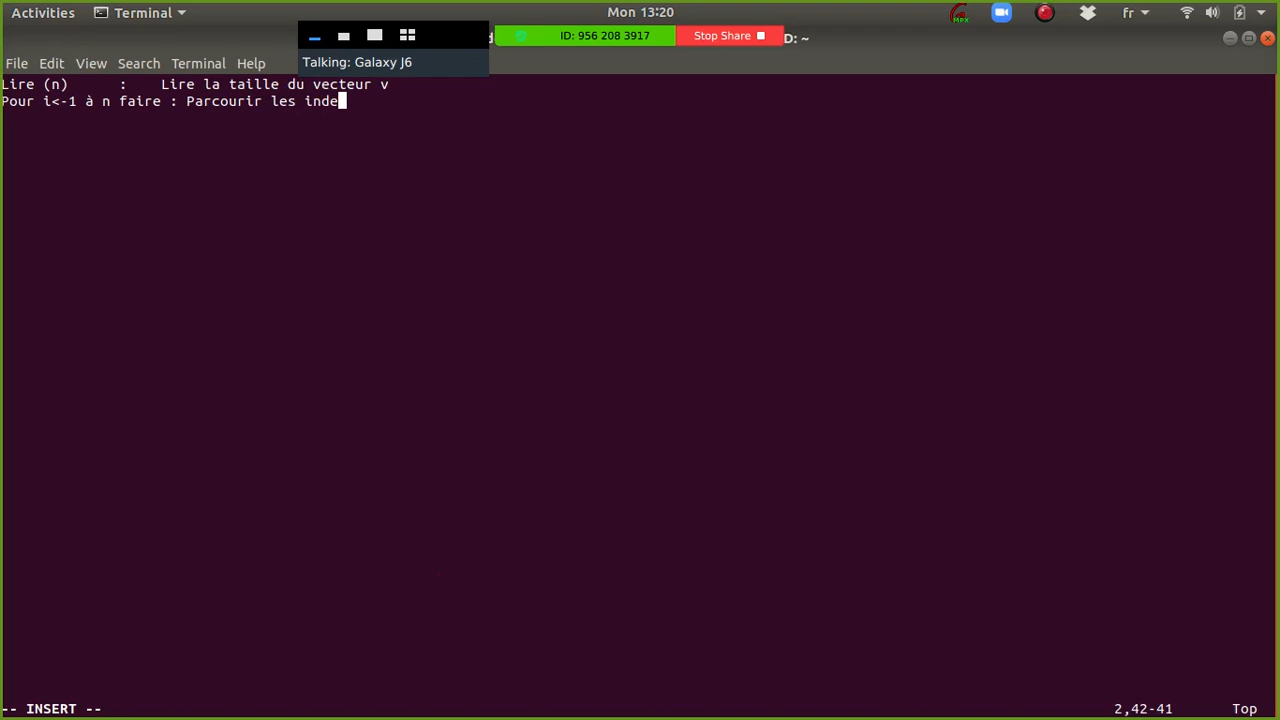 Activities Terminal Mon 13:20 MPX fr
ID: 956 208 3917 Stop Share D: ~
Talking: Galaxy J6
File Edit View Search Terminal Help
Lire (n) : Lire la taille du vecteur v
Pour i<-1 à n faire : Parcourir les inde
-- INSERT -- 2,42-41 Top